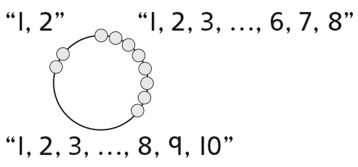 “1, 2”
“1, 2, 3, ..., 6, 7, 8”
“1, 2, 3, ..., 8, 9, 10”